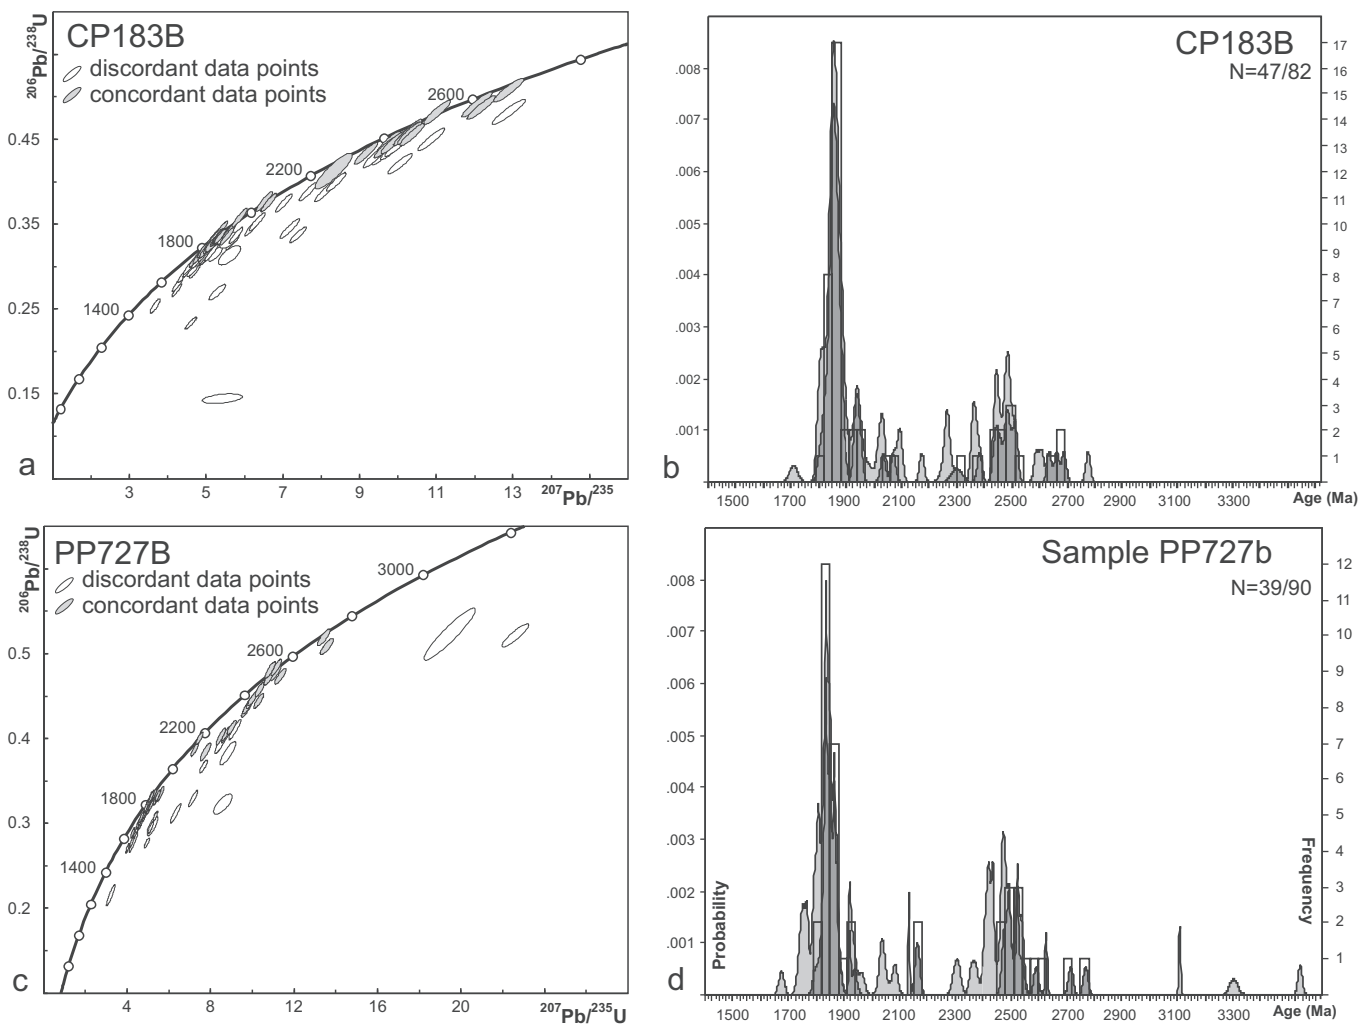 CP183B
discordant data points
concordant data points
206Pb/238U
0.45
0.35
0.25
0.15
2600
2200
1800
1400
a
3 5 7 9 11 13 207Pb/235
CP183B
N=47/82
.008
.007
.006
.005
.004
.003
.002
.001
17
16
15
14
13
12
11
10
9
8
7
6
5
4
3
2
1
b
1500 1700 1900 2100 2300 2500 2700 2900 3100 3300 Age (Ma)
PP727B
discordant data points
concordant data points
206Pb/238U
0.5
0.4
0.3
0.2
3000
2600
2200
1800
1400
c
4 8 12 16 20 207Pb/235U
Sample PP727b
N=39/90
.008
.007
.006
.005
.004
.003
.002
.001
Probability
Frequency
12
11
10
9
8
7
6
5
4
3
2
1
d
1500 1700 1900 2100 2300 2500 2700 2900 3100 3300 Age (Ma)